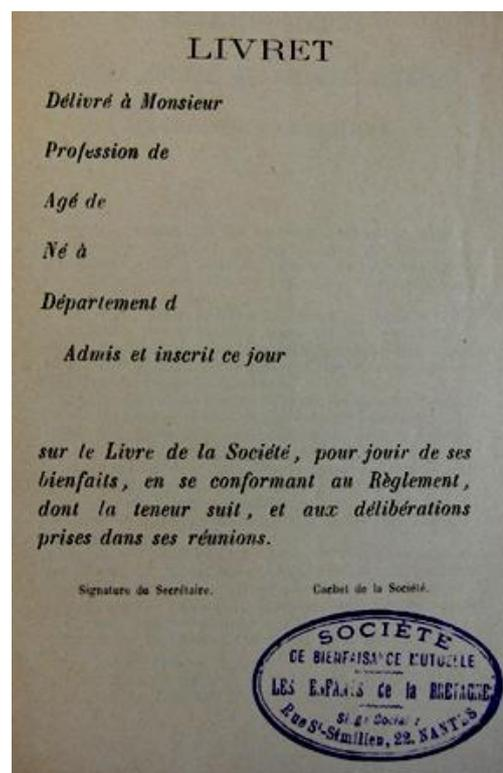 LIVRET
Délivré à Monsieur
Profession de
Agé de
Né à
Département d
Admis et inscrit ce jour
sur le Livre de la Société, pour jouir de ses
bienfaits, en se conformant au Règlement,
dont la teneur suit, et aux délibérations
prises dans ses réunions.
Signature du Secrétaire.
Cachet de la Société.
SOCIÉTÉ
DE BIENFAISANCE MUTUELLE
LES ENFANTS de la BRETAGNE
Siège Social :
Rue St-Similien, 22. NANTES